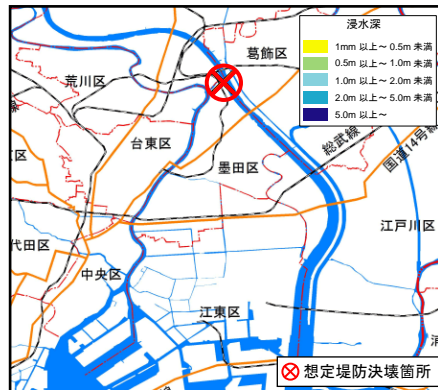 浸水深
1mm 以上～ 0.5m 未満
0.5m 以上～ 1.0m 未満
1.0m 以上～ 2.0m 未満
2.0m 以上～ 5.0m 未満
5.0m 以上～
葛飾区
荒川区
台東区
墨田区
総武線
国道14号線
江戸川区
代田区
中央区
江東区
想定堤防決壊箇所